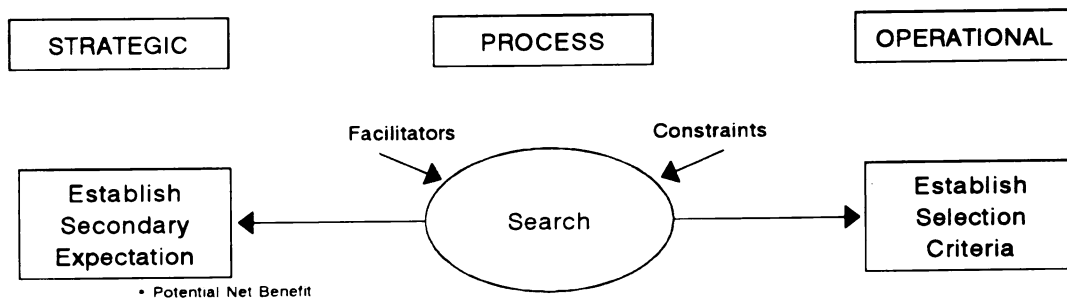 STRATEGIC
PROCESS
OPERATIONAL
Facilitators
Constraints
Establish
Secondary
Expectation
Search
Establish
Selection
Criteria
• Potential Net Benefit